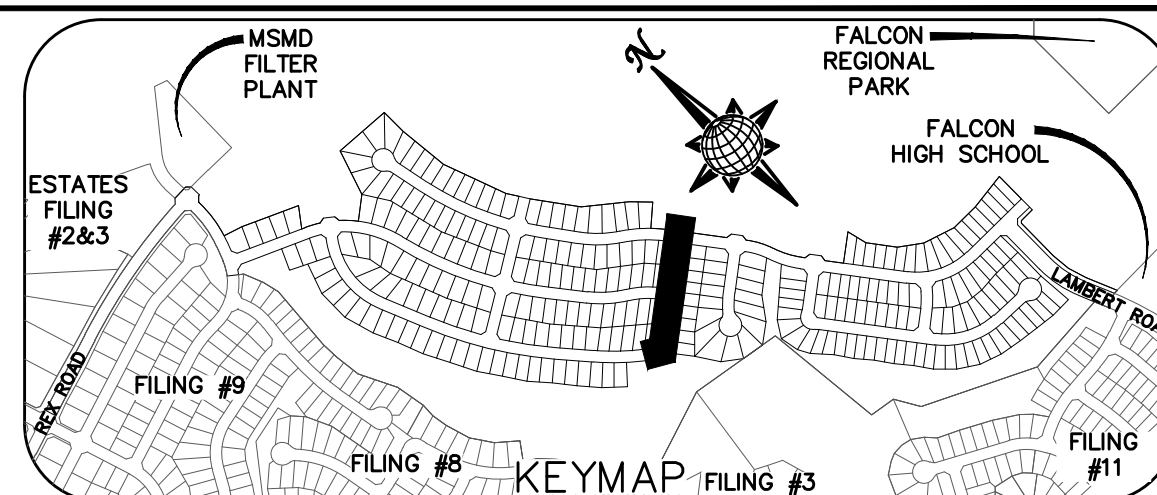 MSMD
FILTER
PLANT
N
FALCON
REGIONAL
PARK
FALCON
HIGH SCHOOL
ESTATES
FILING
#2&3
LAMBERT
REX ROAD
FILING #9
FILING #8
KEYMAP
FILING #3
FILING
#11